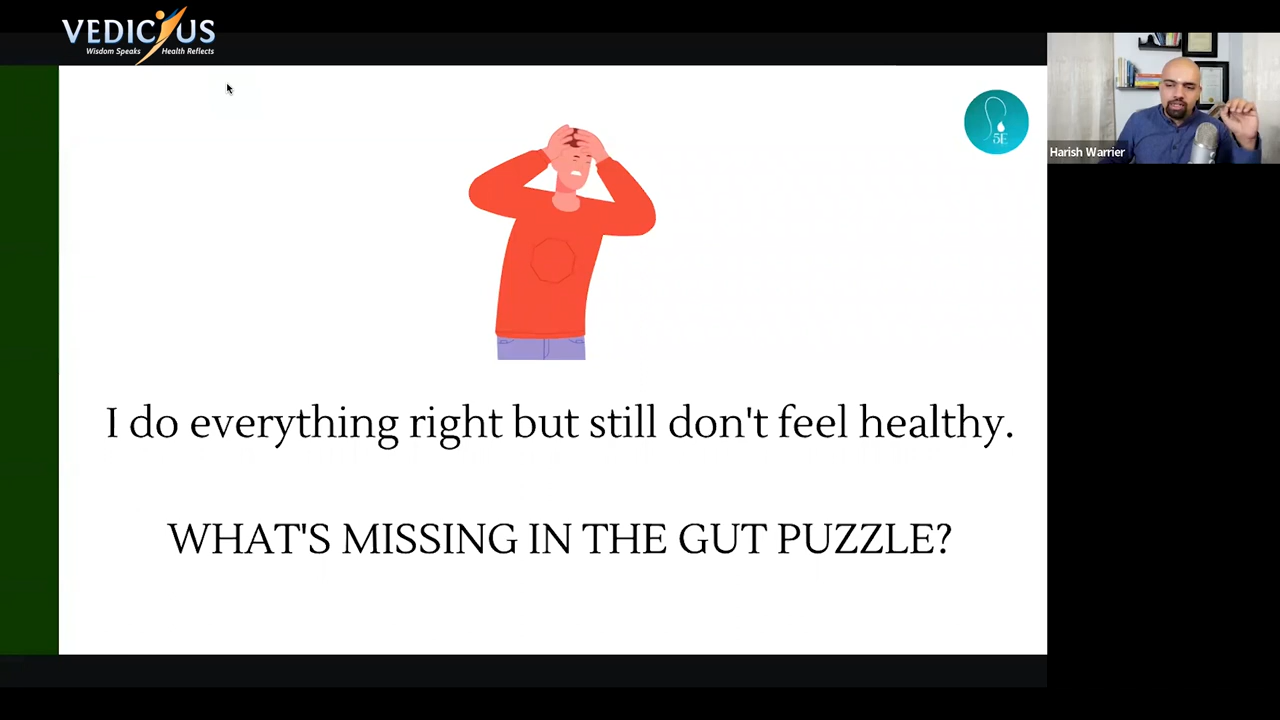 VEDICIUS
Wisdom Speaks Health Reflects
5E
Harish Warrier
I do everything right but still don't feel healthy.
WHAT'S MISSING IN THE GUT PUZZLE?